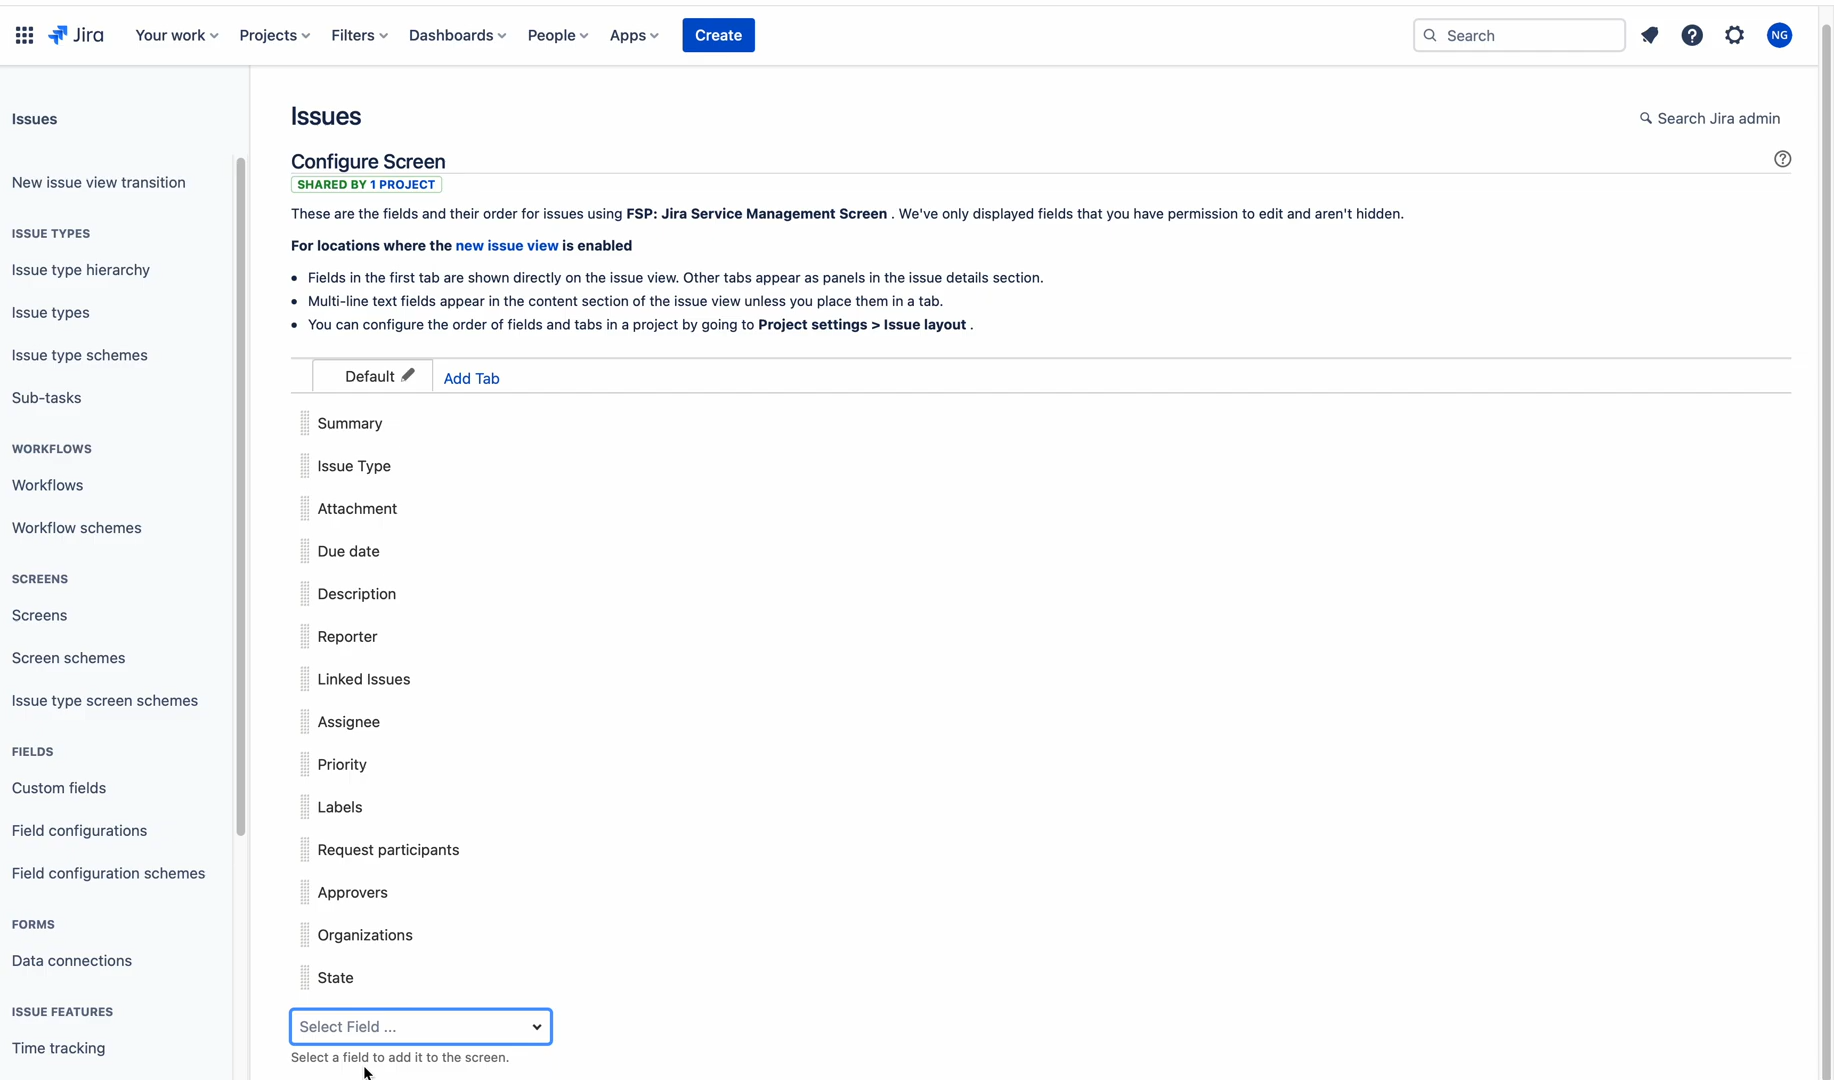 Jira
Your work
Projects
Filters
Dashboards
People
Apps
Create
Search
NG
Issues
New issue view transition
ISSUE TYPES
Issue type hierarchy
Issue types
Issue type schemes
Sub-tasks
WORKFLOWS
Workflows
Workflow schemes
SCREENS
Screens
Screen schemes
Issue type screen schemes
FIELDS
Custom fields
Field configurations
Field configuration schemes
FORMS
Data connections
ISSUE FEATURES
Time tracking
Issues
Search Jira admin
Configure Screen
SHARED BY 1 PROJECT
These are the fields and their order for issues using FSP: Jira Service Management Screen . We've only displayed fields that you have permission to edit and aren't hidden.
For locations where the new issue view is enabled
• Fields in the first tab are shown directly on the issue view. Other tabs appear as panels in the issue details section.
• Multi-line text fields appear in the content section of the issue view unless you place them in a tab.
• You can configure the order of fields and tabs in a project by going to Project settings > Issue layout .
Default
Add Tab
Summary
Issue Type
Attachment
Due date
Description
Reporter
Linked Issues
Assignee
Priority
Labels
Request participants
Approvers
Organizations
State
Select Field ...
Select a field to add it to the screen.